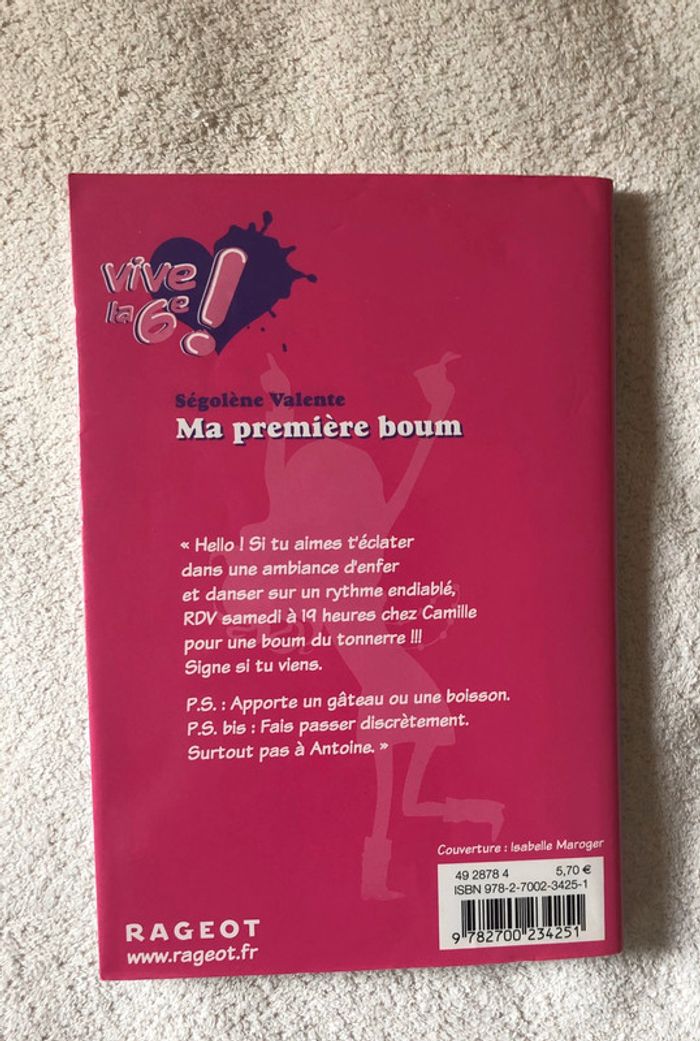 vive
la 6e !
Ségolène Valente
Ma première boum
« Hello ! Si tu aimes t'éclater
dans une ambiance d'enfer
et danser sur un rythme endiablé,
RDV samedi à 19 heures chez Camille
pour une boum du tonnerre !!!
Signe si tu viens.
P.S. : Apporte un gâteau ou une boisson.
P.S. bis : Fais passer discrètement.
Surtout pas à Antoine. »
Couverture : Isabelle Maroger
49 2878 4 5,70 €
ISBN 978-2-7002-3425-1
9 782700 234251
RAGEOT
www.rageot.fr